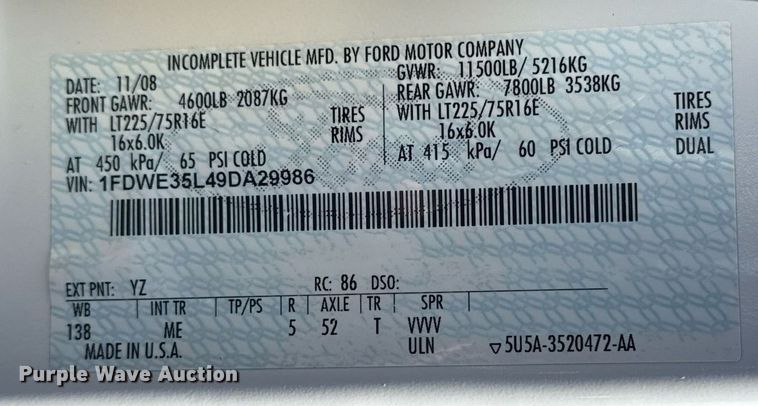 INCOMPLETE VEHICLE MFD. BY FORD MOTOR COMPANY
DATE: 11/08 GVWR: 11500LB/ 5216KG
FRONT GAWR: 4600LB 2087KG REAR GAWR: 7800LB 3538KG
WITH LT225/75R16E TIRES WITH LT225/75R16E TIRES
16x6.0K RIMS 16x6.0K RIMS
AT 450 kPa/ 65 PSI COLD AT 415 kPa/ 60 PSI COLD DUAL
VIN: 1FDWE35L49DA29986
EXT PNT: YZ RC: 86 DSO:
WB INT TR TP/PS R AXLE TR SPR
138 ME 5 52 T VVVV
MADE IN U.S.A. ULN ▽5U5A-3520472-AA
Purple Wave Auction